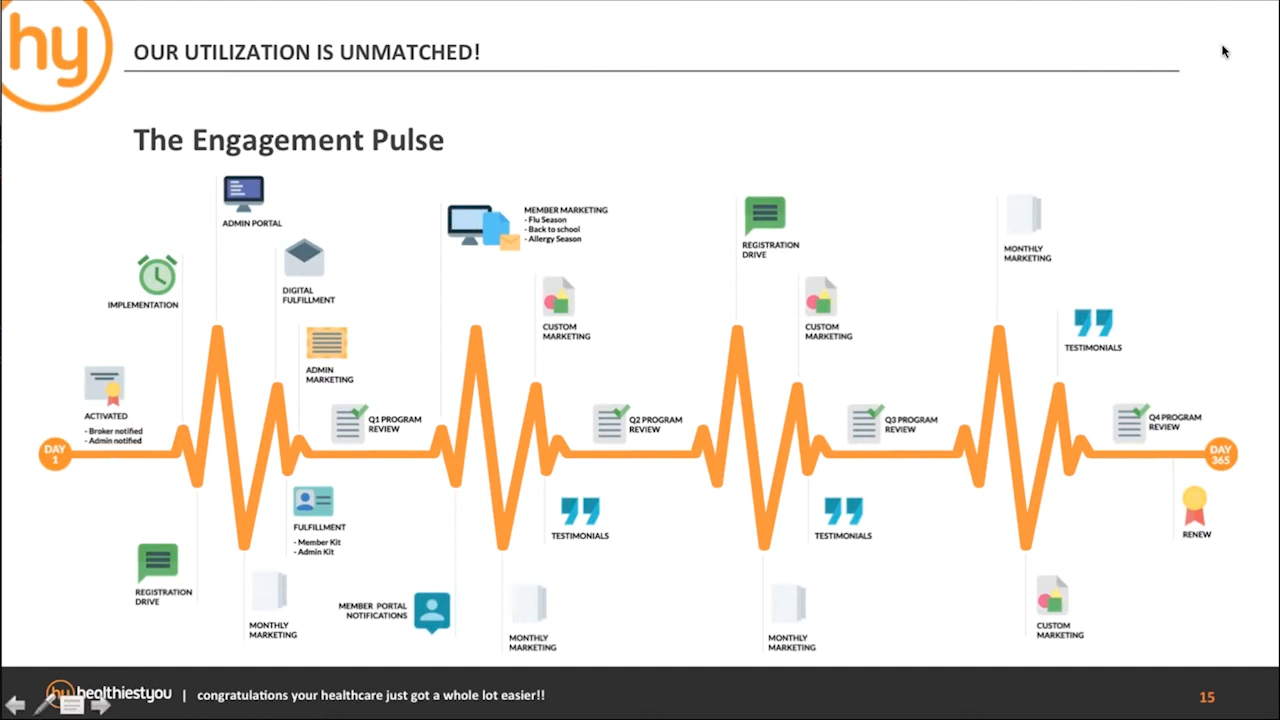 hy
OUR UTILIZATION IS UNMATCHED!
The Engagement Pulse
ADMIN PORTAL
IMPLEMENTATION
DIGITAL
FULFILLMENT
ADMIN
MARKETING
ACTIVATED
- Broker notified
- Admin notified
DAY
1
Q1 PROGRAM
REVIEW
FULFILLMENT
- Member Kit
- Admin Kit
REGISTRATION
DRIVE
MONTHLY
MARKETING
MEMBER MARKETING
- Flu Season
- Back to school
- Allergy Season
CUSTOM
MARKETING
Q2 PROGRAM
REVIEW
TESTIMONIALS
MEMBER PORTAL
NOTIFICATIONS
MONTHLY
MARKETING
REGISTRATION
DRIVE
CUSTOM
MARKETING
Q3 PROGRAM
REVIEW
TESTIMONIALS
MONTHLY
MARKETING
MONTHLY
MARKETING
TESTIMONIALS
Q4 PROGRAM
REVIEW
DAY
365
RENEW
CUSTOM
MARKETING
hy healthiestyou | congratulations your healthcare just got a whole lot easier!!
15